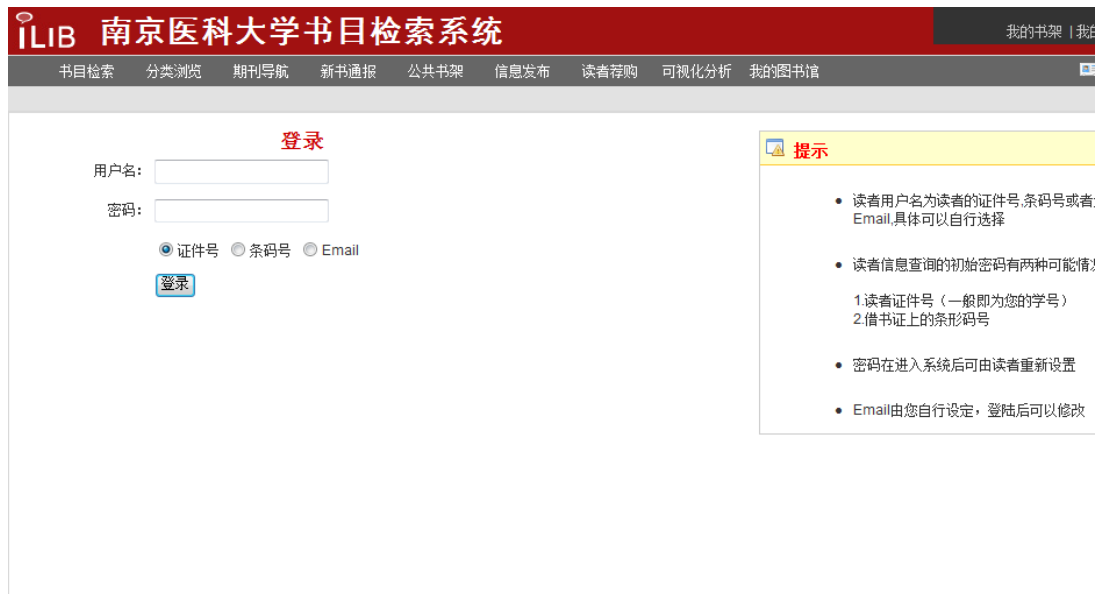 iLIB 南京医科大学书目检索系统
我的书架 | 我的
书目检索 分类浏览 期刊导航 新书通报 公共书架 信息发布 读者荐购 可视化分析 我的图书馆
登录
用户名:
密码:
证件号 条码号 Email
登录
提示
读者用户名为读者的证件号,条码号或者
Email,具体可以自行选择
读者信息查询的初始密码有两种可能情
1.读者证件号（一般即为您的学号）
2.借书证上的条形码号
密码在进入系统后可由读者重新设置
Email由您自行设定，登陆后可以修改